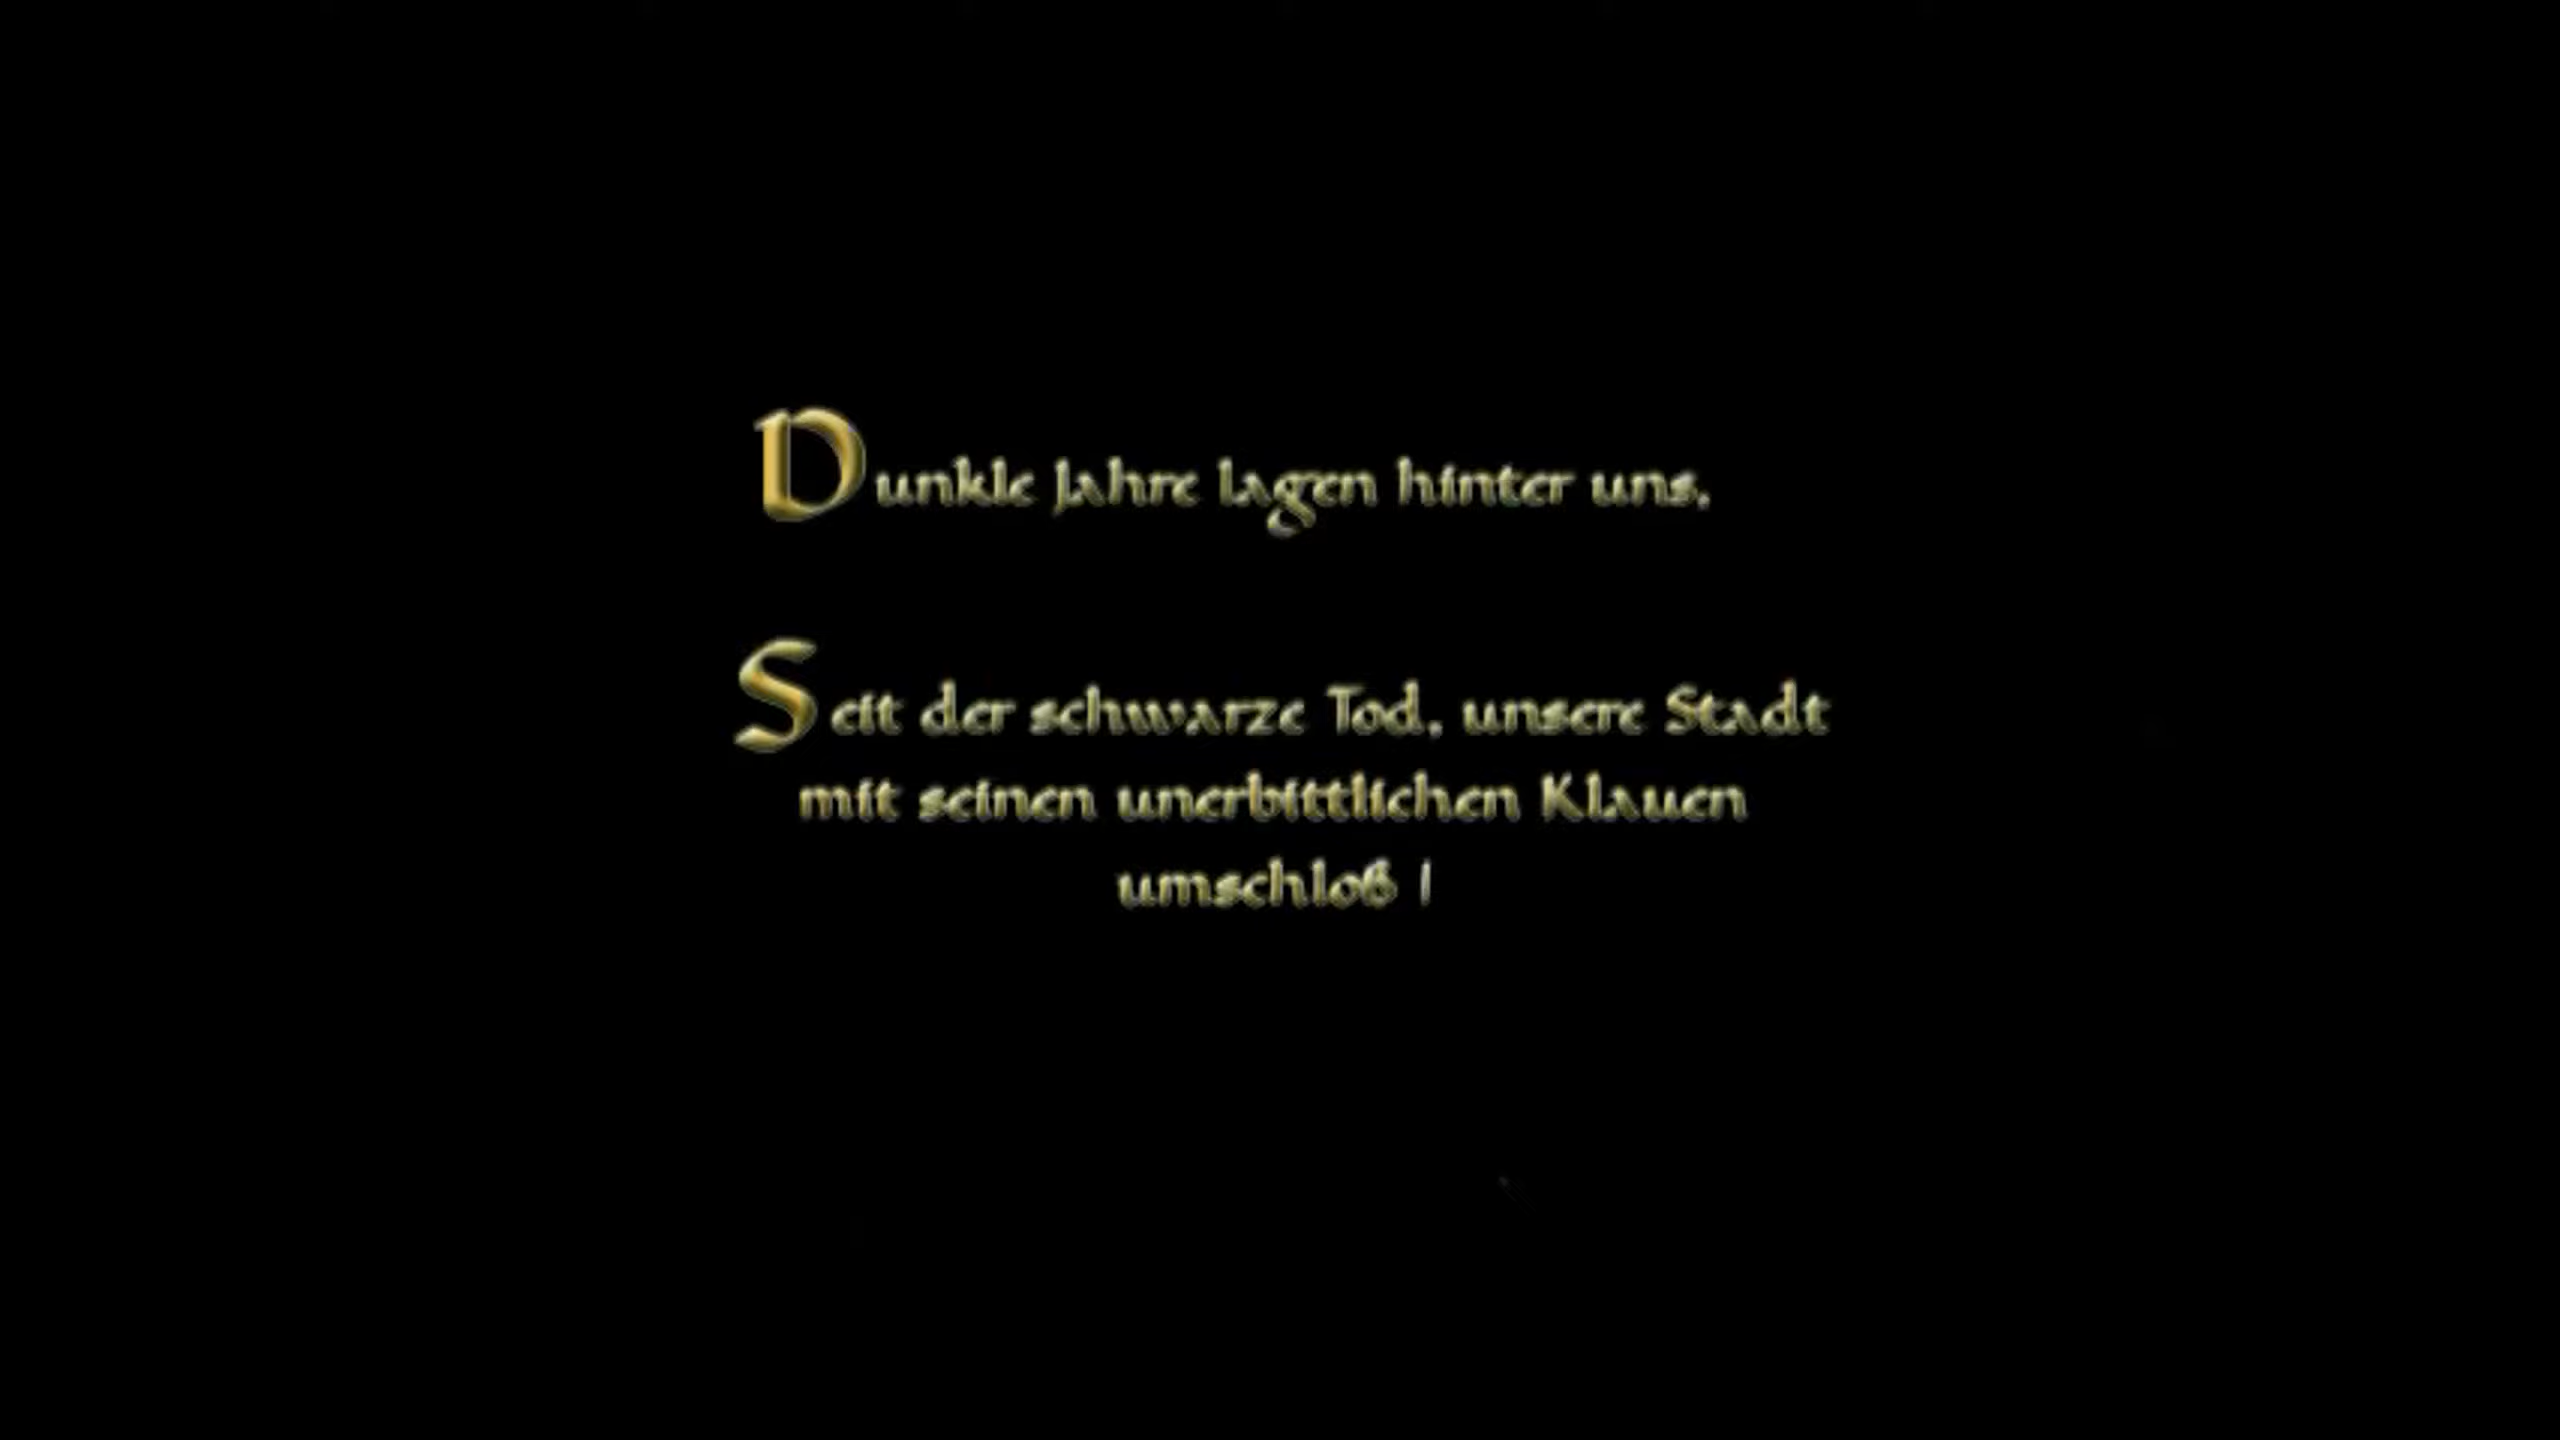 Dunkle Jahre lagen hinter uns,
Seit der schwarze Tod, unsere Stadt
mit seinen unerbittlichen Klauen
umschloß !